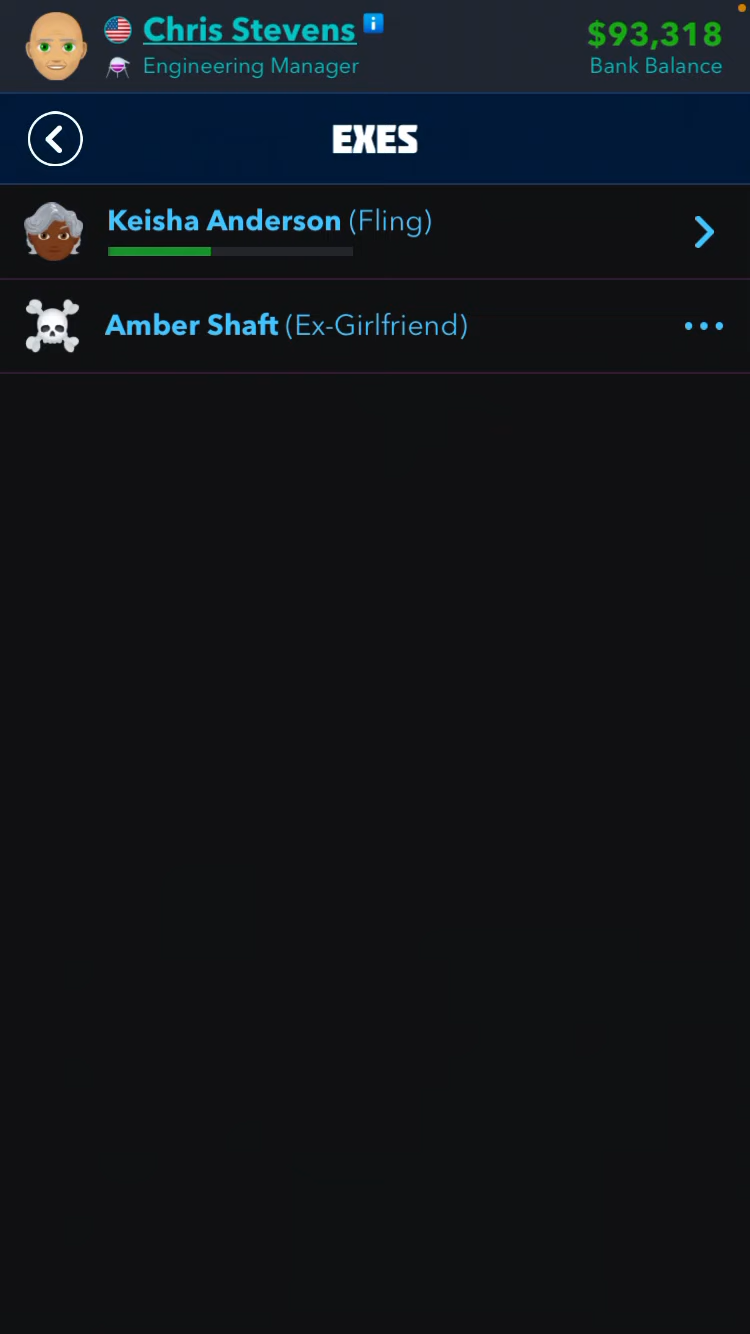 Chris Stevens
Engineering Manager
$93,318
Bank Balance
EXES
Keisha Anderson (Fling)
Amber Shaft (Ex-Girlfriend)